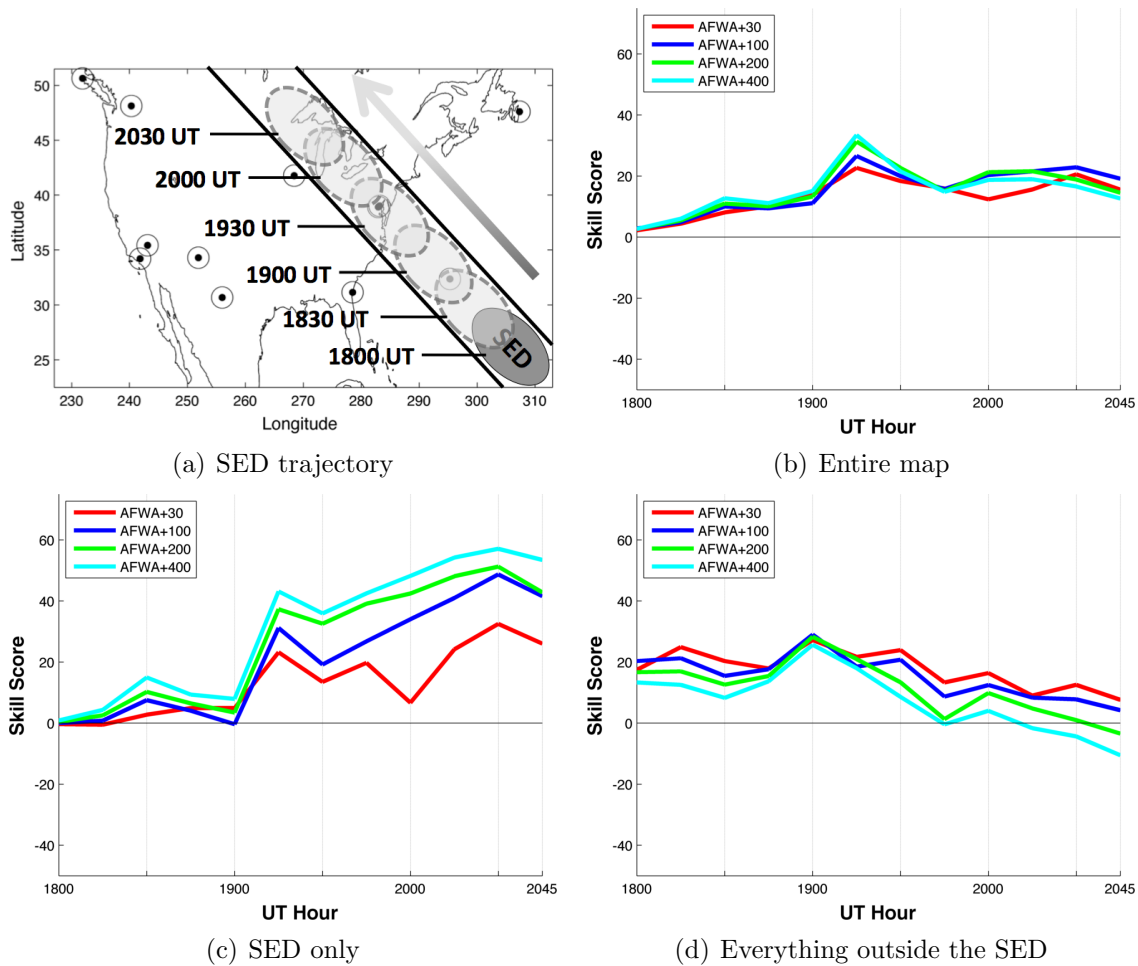 50
45
40
35
30
25
Latitude
2030 UT
2000 UT
1930 UT
1900 UT
1830 UT
1800 UT
SED
230 240 250 260 270 280 290 300 310
Longitude
(a) SED trajectory
AFWA+30
AFWA+100
AFWA+200
AFWA+400
60
40
20
0
-20
-40
Skill Score
1800 1900 2000 2045
UT Hour
(b) Entire map
AFWA+30
AFWA+100
AFWA+200
AFWA+400
60
40
20
0
-20
-40
Skill Score
1800 1900 2000 2045
UT Hour
(c) SED only
AFWA+30
AFWA+100
AFWA+200
AFWA+400
60
40
20
0
-20
-40
Skill Score
1800 1900 2000 2045
UT Hour
(d) Everything outside the SED